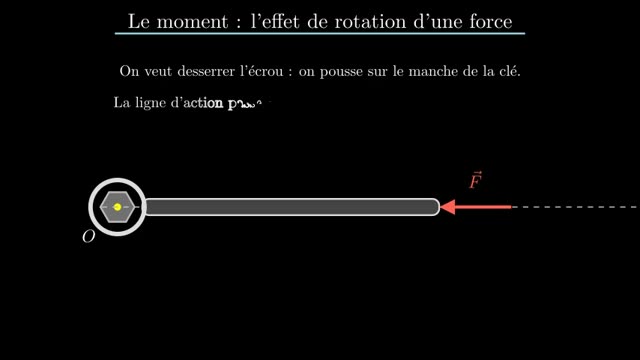 Le moment : l'effet de rotation d'une force
On veut desserrer l'écrou : on pousse sur le manche de la clé.
La ligne d'action
F⃗
O